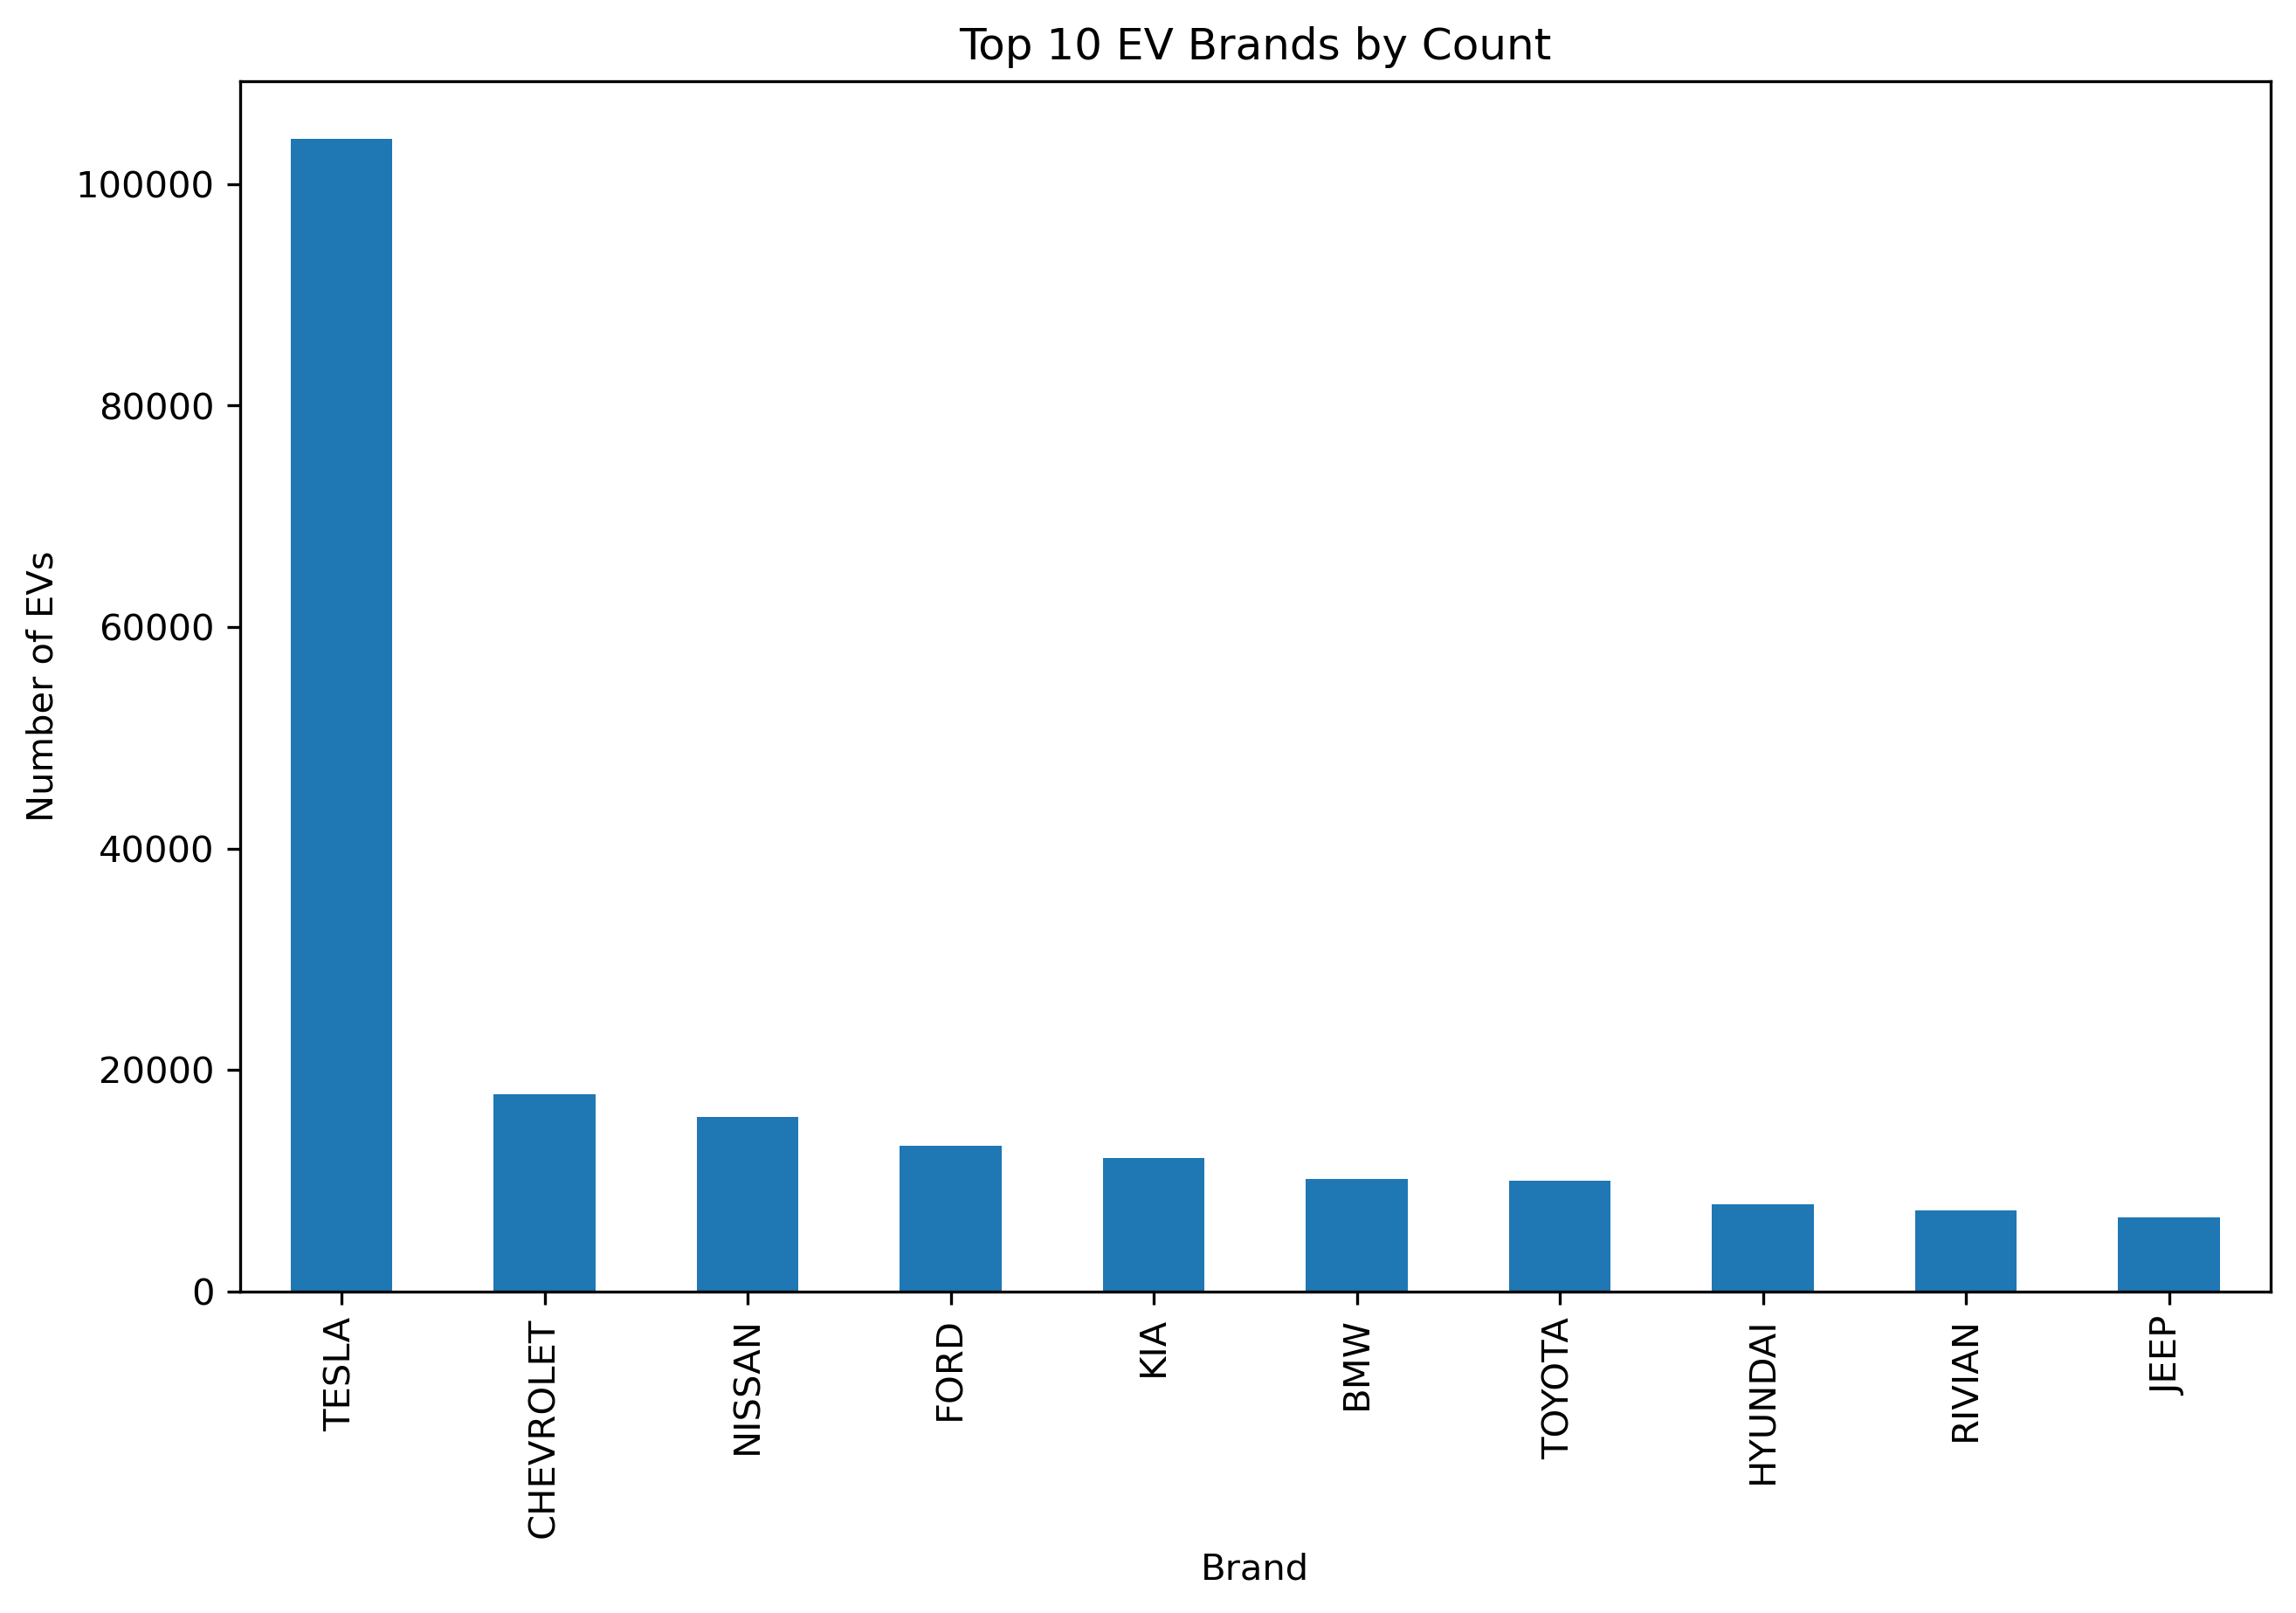 Top 10 EV Brands by Count
Number of EVs
100000
80000
60000
40000
20000
0
TESLA
CHEVROLET
NISSAN
FORD
KIA
BMW
TOYOTA
HYUNDAI
RIVIAN
JEEP
Brand